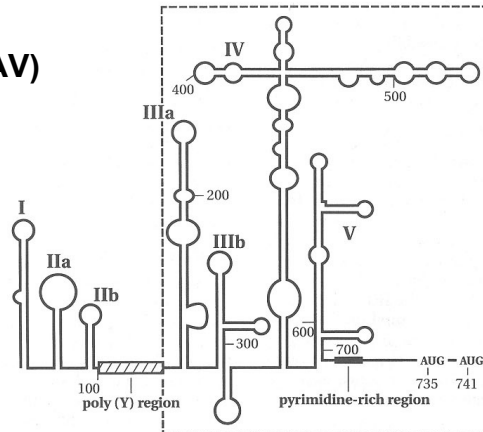 AV)
IV
400
500
IIIa
200
I
IIa
IIIb
V
IIb
300
600
700
100
AUG AUG
735 741
poly (Y) region
pyrimidine-rich region